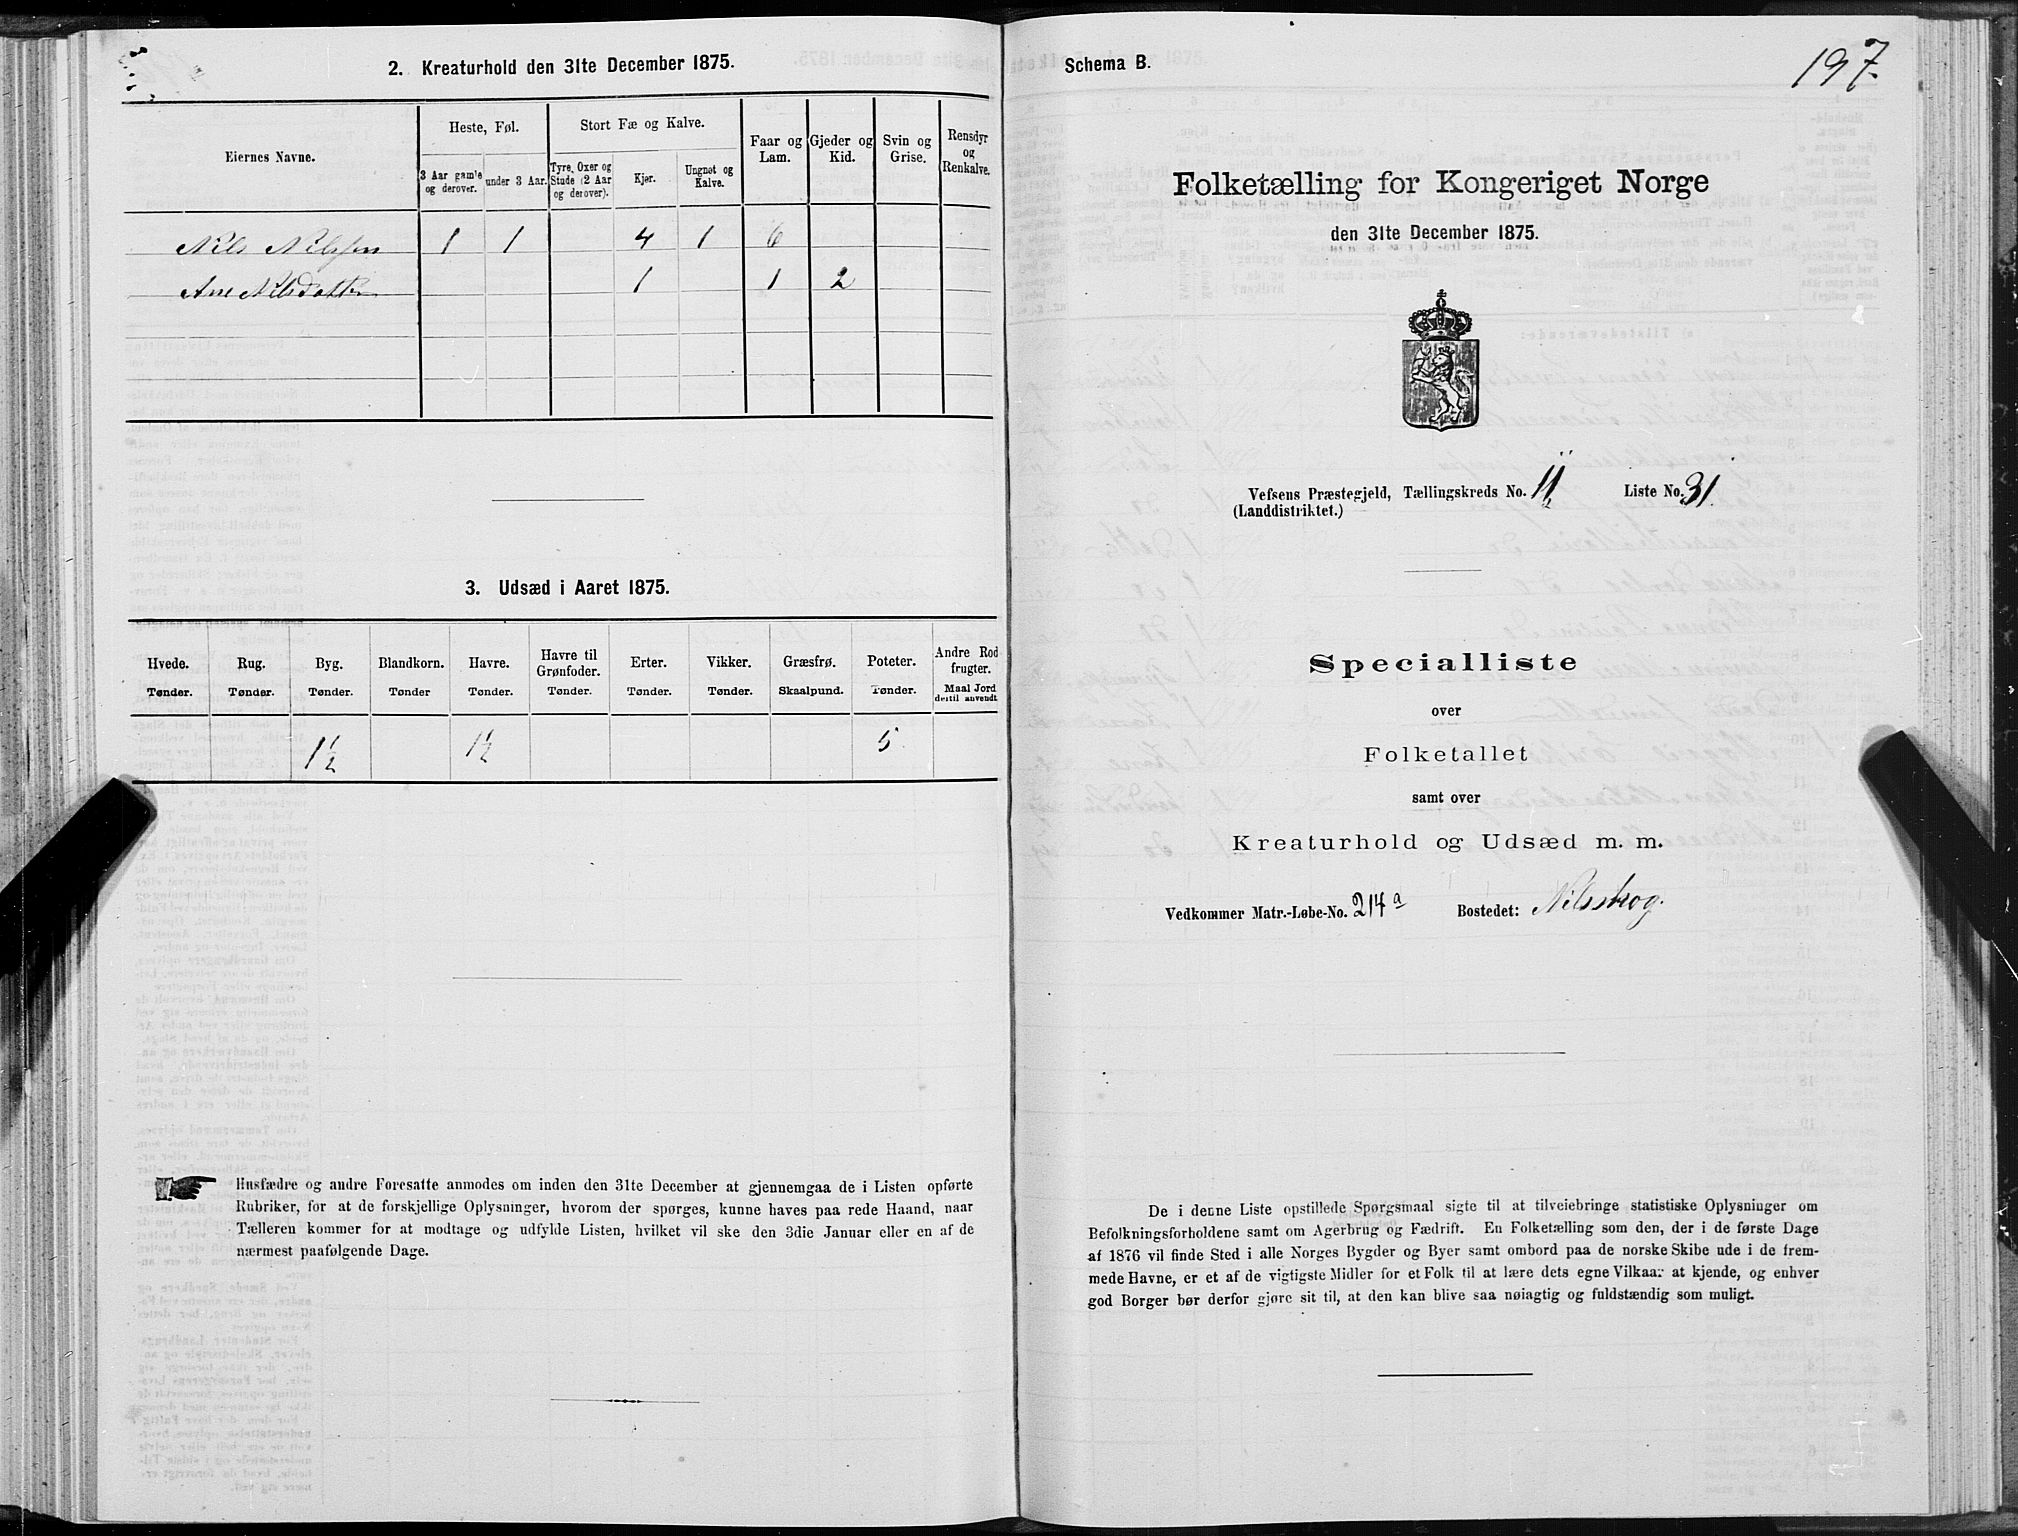 2. Kreaturhold den 31te December 1875.
Eiernes Navne.
Heste, Føl.
Stort Fæ og Kalve.
Faar og Lam.
Gjeder og Kid.
Svin og Grise.
Rensdyr og Renkalve.
3 Aar gam'e og derover.
under 3 Aar.
Tyre, Oxer og Stude (2 Aar og derover).
Kjør.
Ungnøt og Kalve.
Nils Nilssen 1 1 4 1 6
Ane Nilsdatter 1 1 2
3. Udsæd i Aaret 1875.
Hvede. Rug. Byg. Blandkorn. Havre. Havre til Grønfoder. Erter. Vikker. Græsfrø. Poteter. Andre Rodfrugter.
Tønder. Tønder. Tønder. Tønder Tønder. Tønder. Tønder. Tønder. Skaalpund. Tønder. Maal Jord dertil anvendt
1½ 1½ 5
Husfædre og andre Foresatte anmodes om inden den 31te December at gjennemgaa de i Listen opførte
Rubriker, for at de forskjellige Oplysninger, hvorom der spørges, kunne haves paa rede Haand, naar
Tælleren kommer for at modtage og udfylde Listen, hvilket vil ske den 3die Januar eller en af de
nærmest paafølgende Dage.
Schema B.
197.
Folketælling for Kongeriget Norge
den 31te December 1875.
Vefsens Præstegjeld, Tællingskreds No. 11 Liste No. 31.
(Landdistriktet.)
Specialliste
over
Folketallet
samt over
Kreaturhold og Udsæd m. m.
Vedkommer Matr.-Løbe-No. 214a Bostedet: Nilsskog.
De i denne Liste opstillede Spørgsmaal sigte til at tilveiebringe statistiske Oplysninger om
Befolkningsforholdene samt om Agerbrug og Fædrift. En Folketælling som den, der i de første Dage
af 1876 vil finde Sted i alle Norges Bygder og Byer samt ombord paa de norske Skibe ude i de frem-
mede Havne, er et af de vigtigste Midler for et Folk til at lære dets egne Vilkaar at kjende, og enhver
god Borger bør derfor gjøre sit til, at den kan blive saa nøiagtig og fuldstændig som muligt.